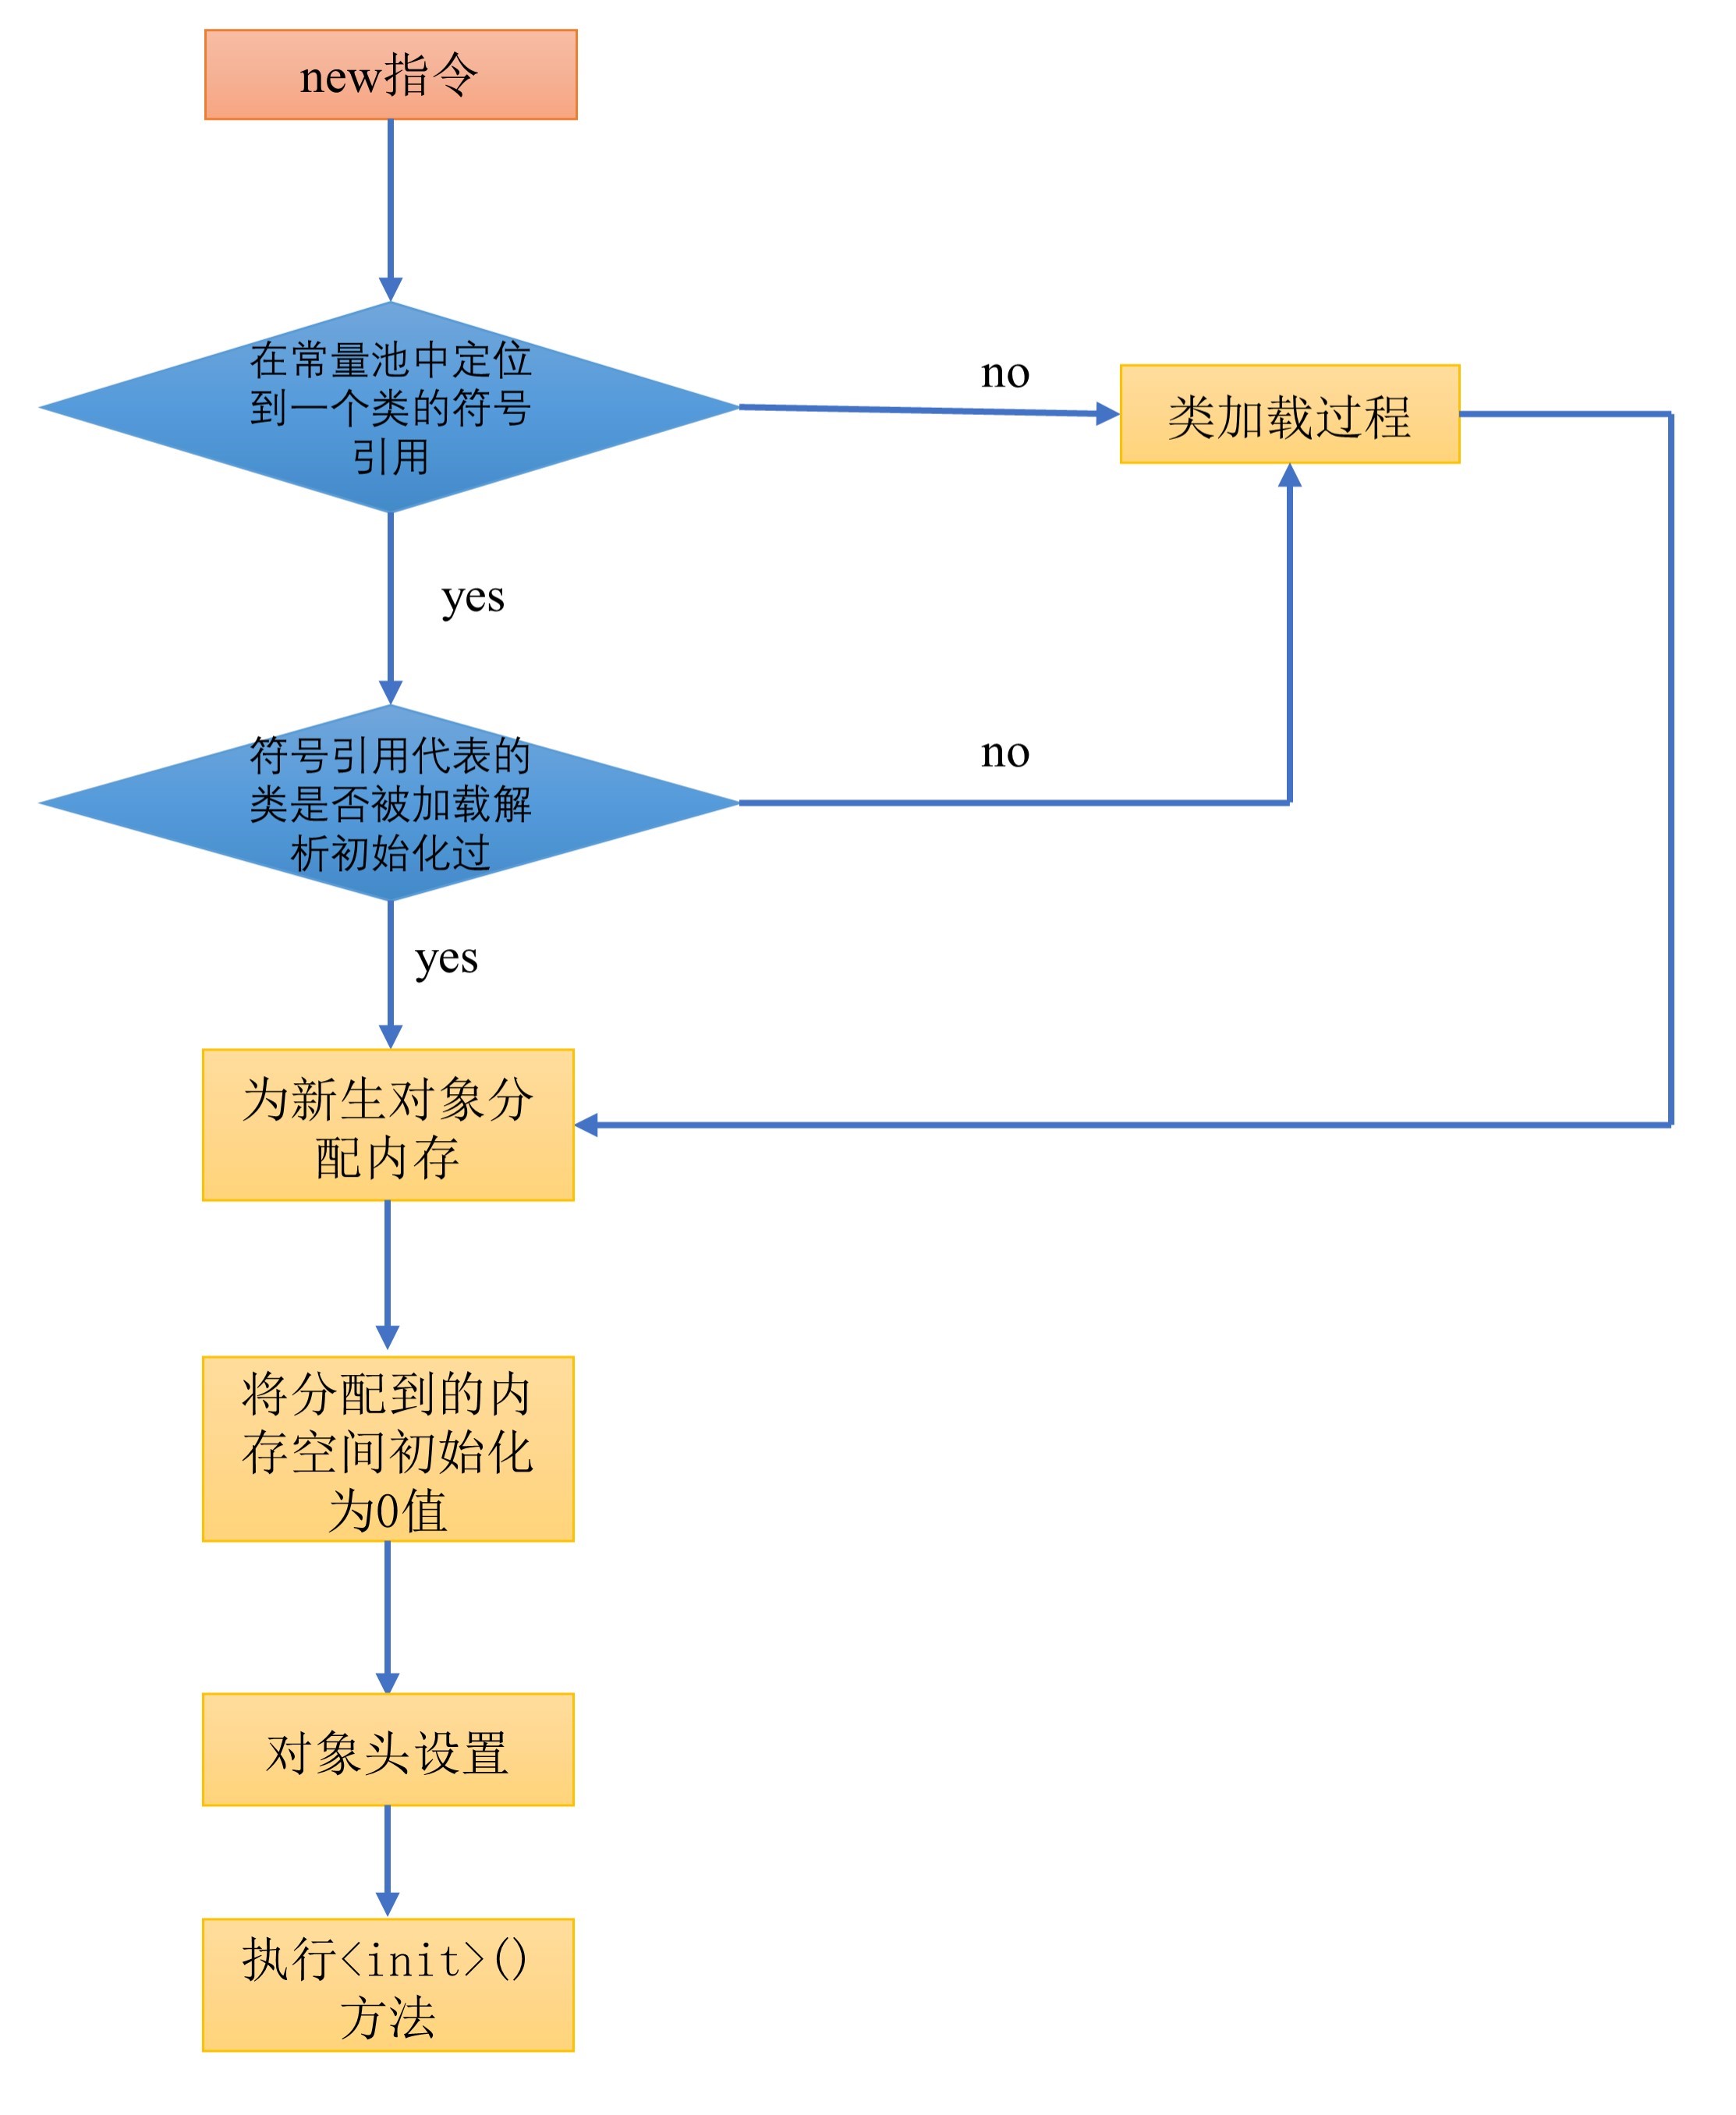 new指令
在常量池中定位
到一个类的符号
引用
no
类加载过程
yes
符号引用代表的
类是否被加载解
析初始化过
no
yes
为新生对象分
配内存
将分配到的内
存空间初始化
为0值
对象头设置
执行<init>()
方法